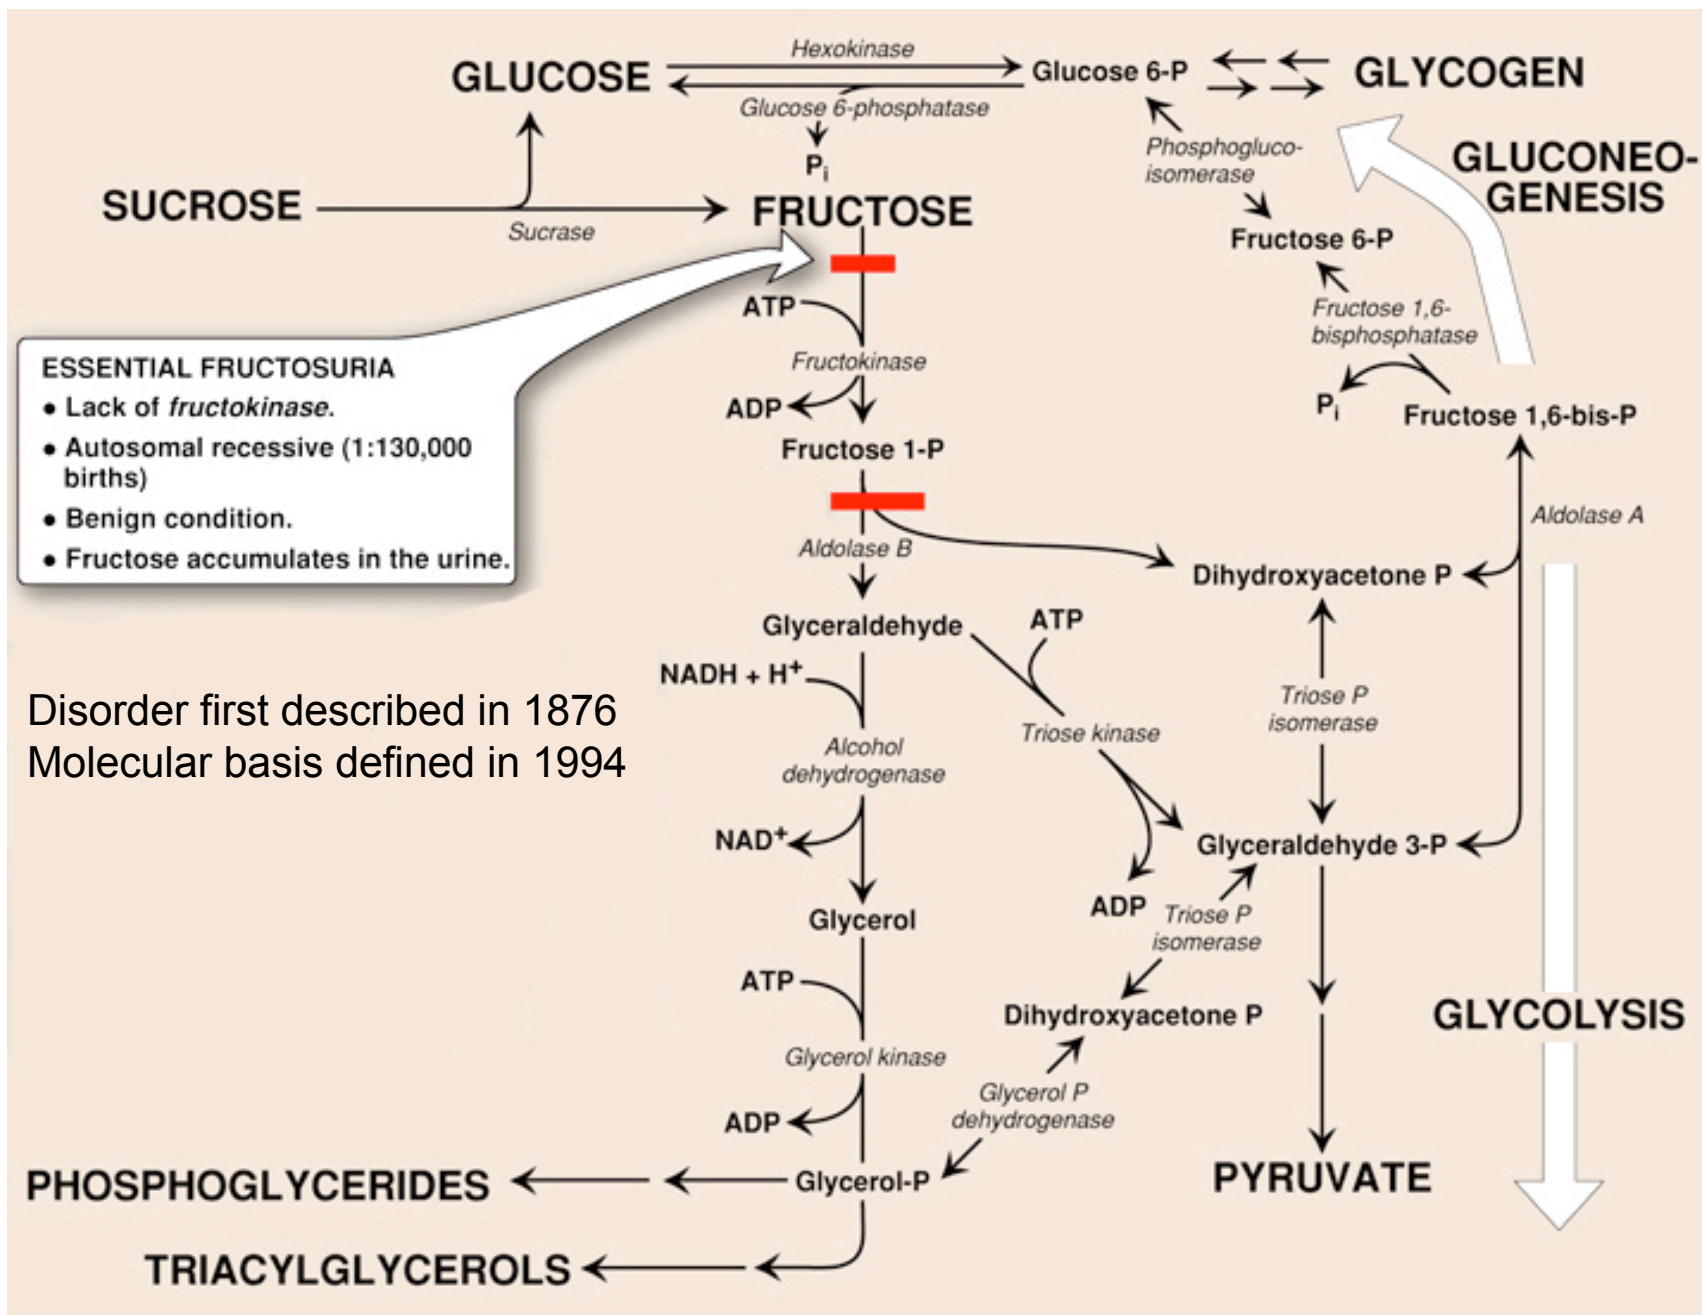 Hexokinase
GLUCOSE
Glucose 6-P
GLYCOGEN
Glucose 6-phosphatase
Pi
Phosphogluco-
isomerase
GLUCONEO-
GENESIS
SUCROSE
Sucrase
FRUCTOSE
Fructose 6-P
ATP
Fructose 1,6-
bisphosphatase
Fructokinase
ESSENTIAL FRUCTOSURIA
• Lack of fructokinase.
• Autosomal recessive (1:130,000
births)
• Benign condition.
• Fructose accumulates in the urine.
ADP
Pi
Fructose 1,6-bis-P
Fructose 1-P
Aldolase A
Aldolase B
Dihydroxyacetone P
Glyceraldehyde
ATP
NADH + H+
Disorder first described in 1876
Molecular basis defined in 1994
Triose P
isomerase
Triose kinase
Alcohol
dehydrogenase
NAD+
Glyceraldehyde 3-P
ADP
Triose P
isomerase
Glycerol
ATP
Dihydroxyacetone P
GLYCOLYSIS
Glycerol kinase
Glycerol P
dehydrogenase
ADP
PHOSPHOGLYCERIDES
Glycerol-P
PYRUVATE
TRIACYLGLYCEROLS